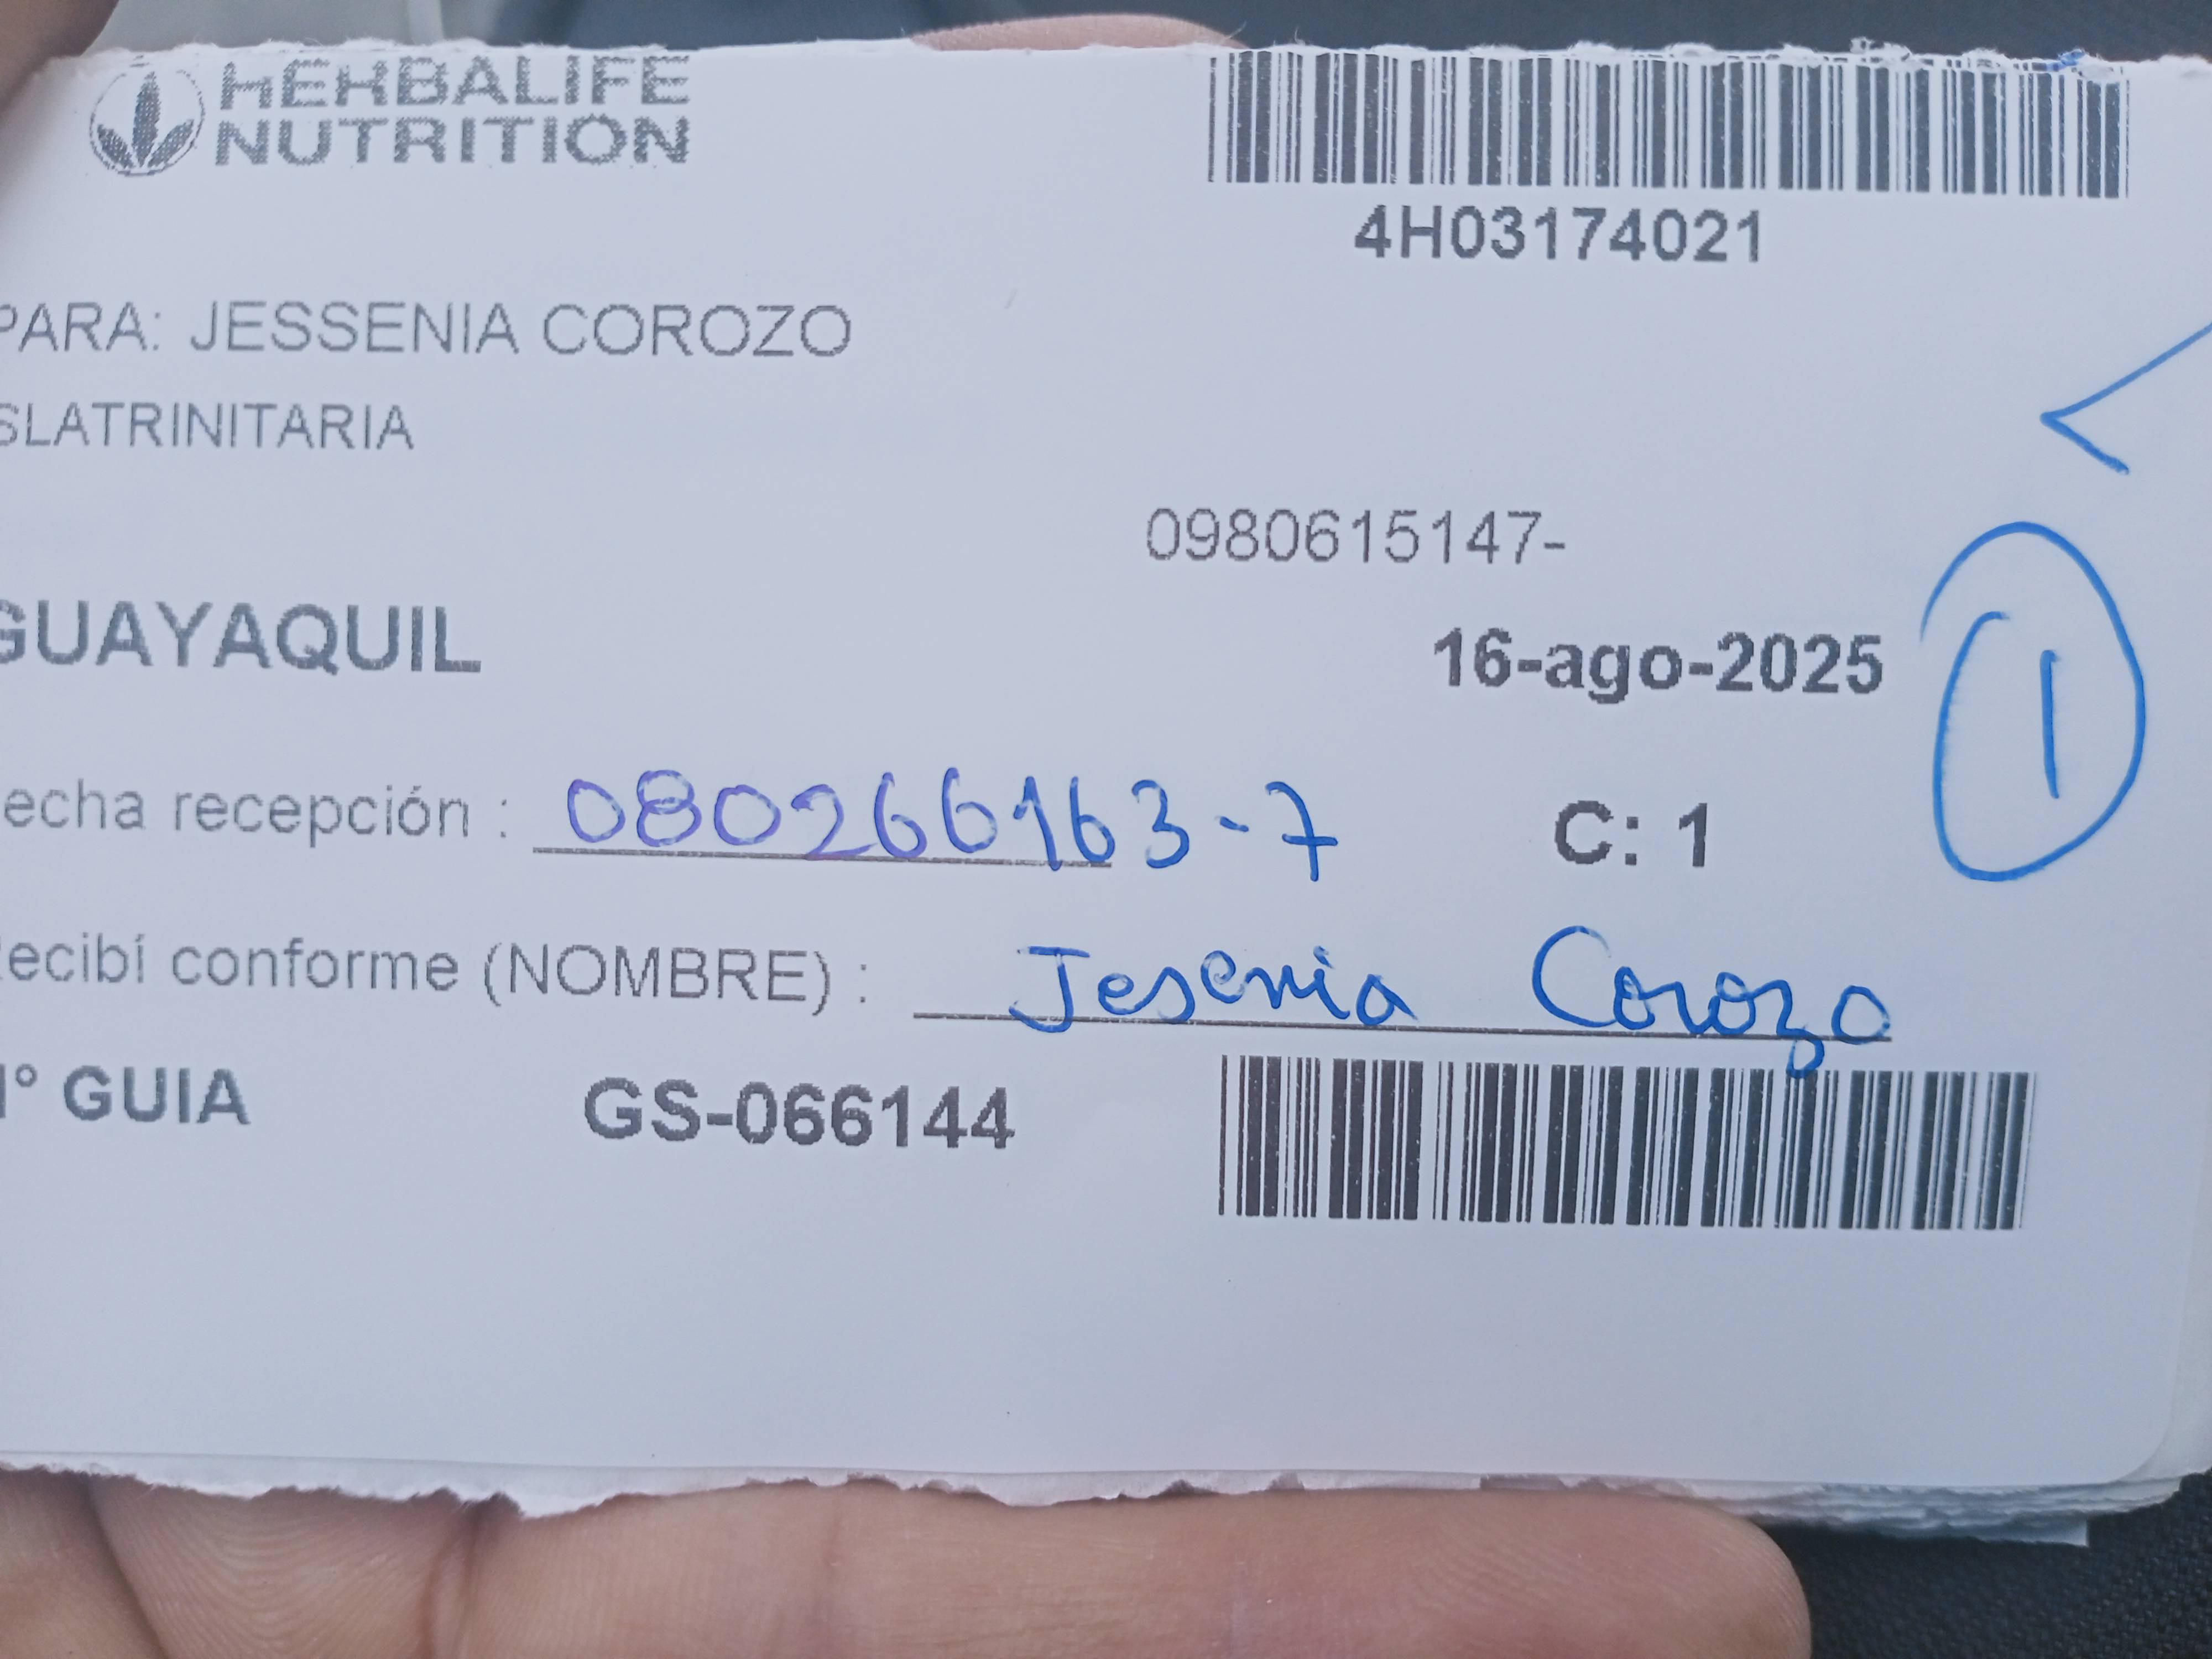 HERBALIFE
NUTRITION
4H03174021
PARA: JESSENIA COROZO
SLATRINITARIA
0980615147-
GUAYAQUIL
16-ago-2025
1
echa recepción : 080266163-7
C: 1
ecibí conforme (NOMBRE) : Jesenia Corozo
N° GUIA GS-066144